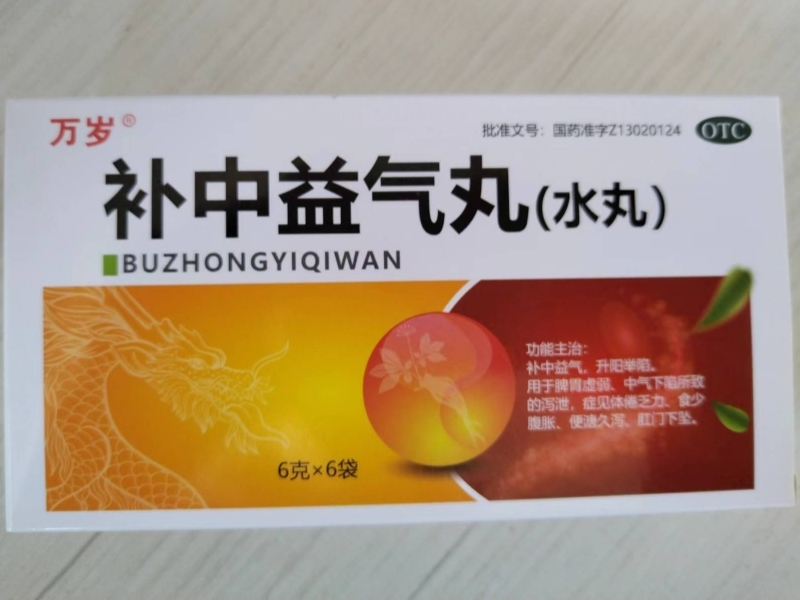 万岁®
批准文号：国药准字Z13020124 OTC
补中益气丸(水丸)
BUZHONGYIQIWAN
功能主治：
补中益气，升阳举陷。
用于脾胃虚弱、中气下陷所致
的泻泄，症见体倦乏力、食少
腹胀、便溏久泻、肛门下坠。
6克×6袋